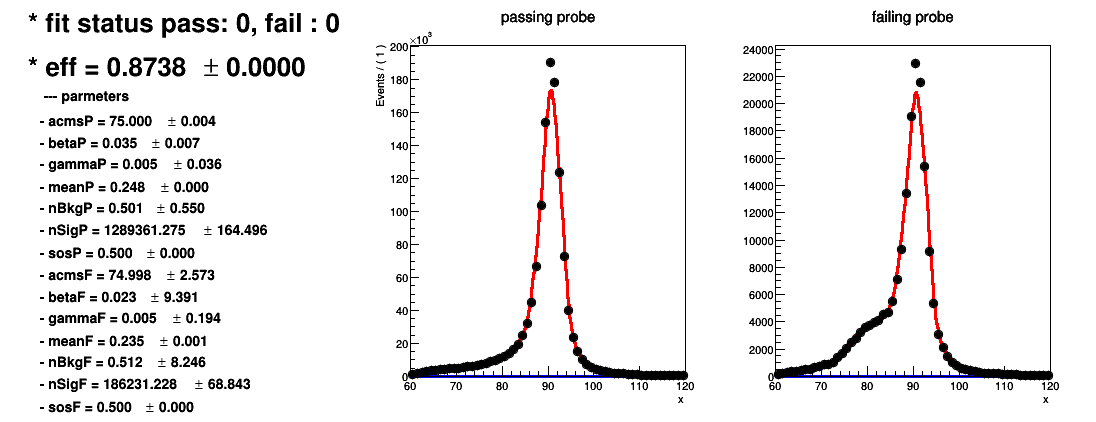 * fit status pass: 0, fail : 0
* eff = 0.8738 ± 0.0000
--- parmeters
- acmsP = 75.000 ± 0.004
- betaP = 0.035 ± 0.007
- gammaP = 0.005 ± 0.036
- meanP = 0.248 ± 0.000
- nBkgP = 0.501 ± 0.550
- nSigP = 1289361.275 ± 164.496
- sosP = 0.500 ± 0.000
- acmsF = 74.998 ± 2.573
- betaF = 0.023 ± 9.391
- gammaF = 0.005 ± 0.194
- meanF = 0.235 ± 0.001
- nBkgF = 0.512 ± 8.246
- nSigF = 186231.228 ± 68.843
- sosF = 0.500 ± 0.000
passing probe
×10³
Events / ( 1 )
200
180
160
140
120
100
80
60
40
20
0
60 70 80 90 100 110 120
x
failing probe
24000
22000
20000
18000
16000
14000
12000
10000
8000
6000
4000
2000
0
60 70 80 90 100 110 120
x